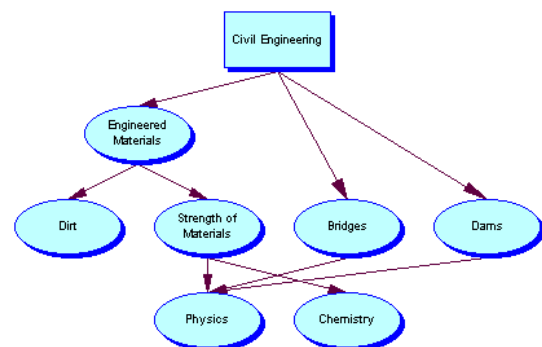 Civil Engineering
Engineered
Materials
Dirt
Strength of
Materials
Bridges
Dams
Physics
Chemistry